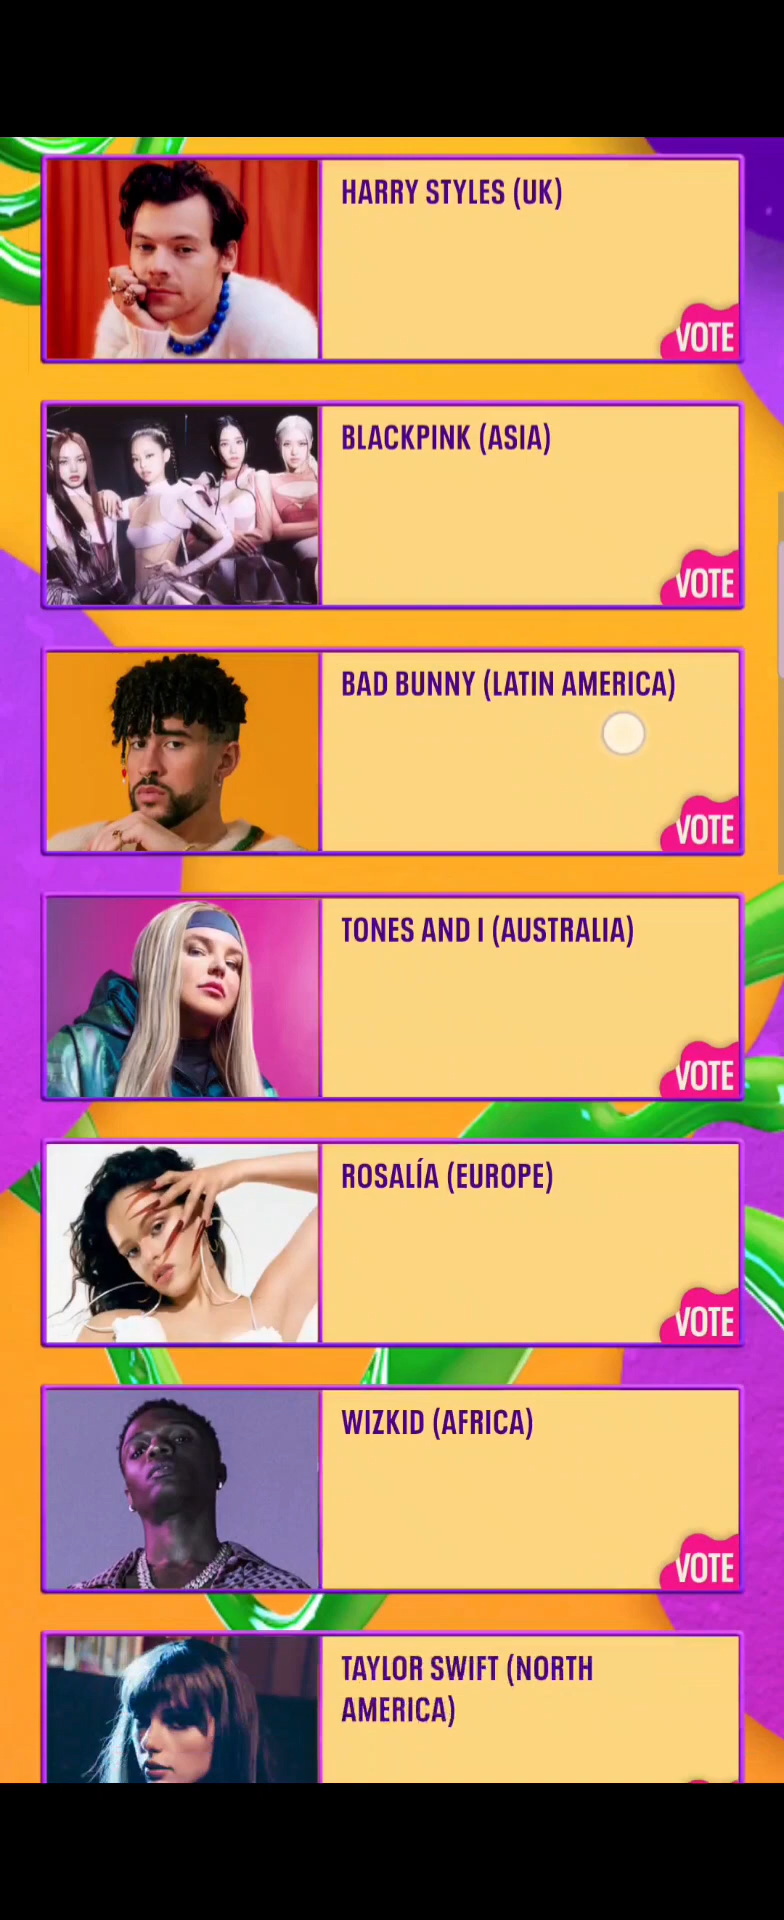 HARRY STYLES (UK)
VOTE
BLACKPINK (ASIA)
VOTE
BAD BUNNY (LATIN AMERICA)
VOTE
TONES AND I (AUSTRALIA)
VOTE
ROSALÍA (EUROPE)
VOTE
WIZKID (AFRICA)
VOTE
TAYLOR SWIFT (NORTH
AMERICA)